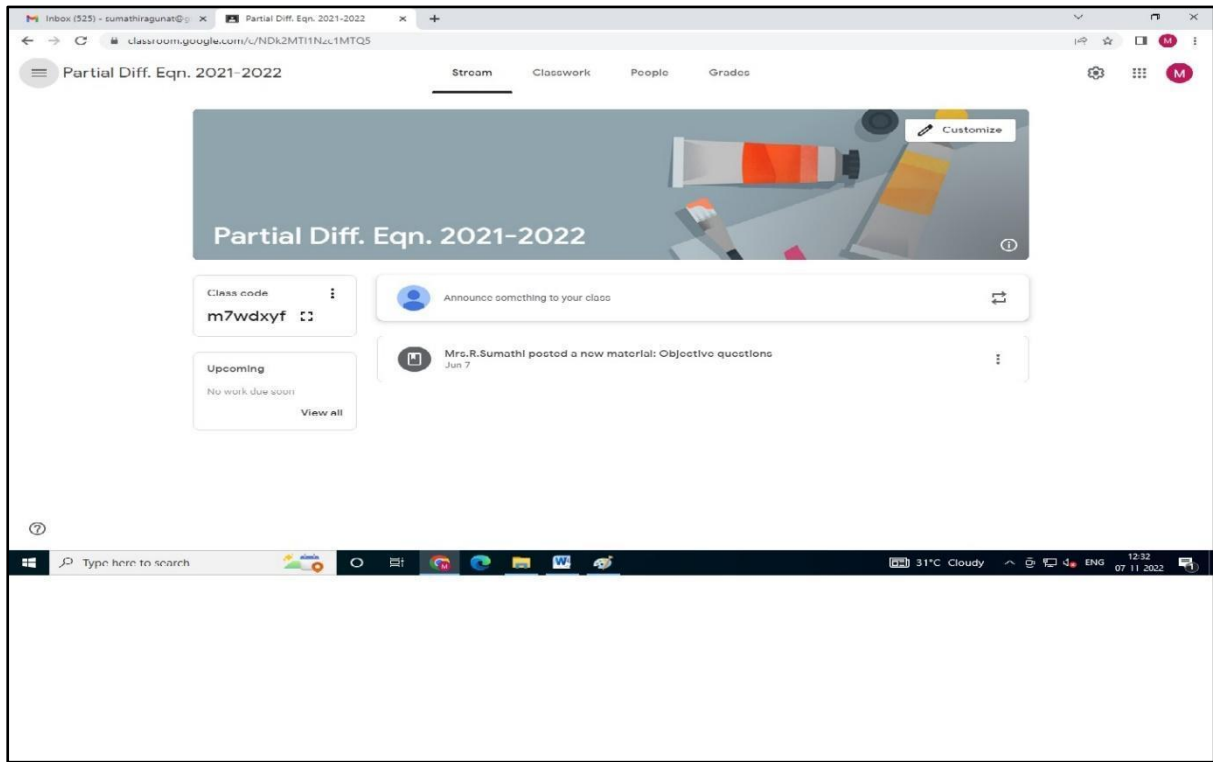 Inbox (525) - sumathiragunat@g
Partial Diff. Eqn. 2021-2022
classroom.google.com/c/NDk2MTI1Nzc1MTQ5
M
Partial Diff. Eqn. 2021-2022
Stream
Classwork
People
Grades
M
Customize
Partial Diff. Eqn. 2021-2022
Class code
m7wdxyf
Announce something to your class
Mrs.R.Sumathi posted a new material: Objective questions
Jun 7
Upcoming
No work due soon
View all
Type here to search
31°C Cloudy
ENG
12:32
07 11 2022